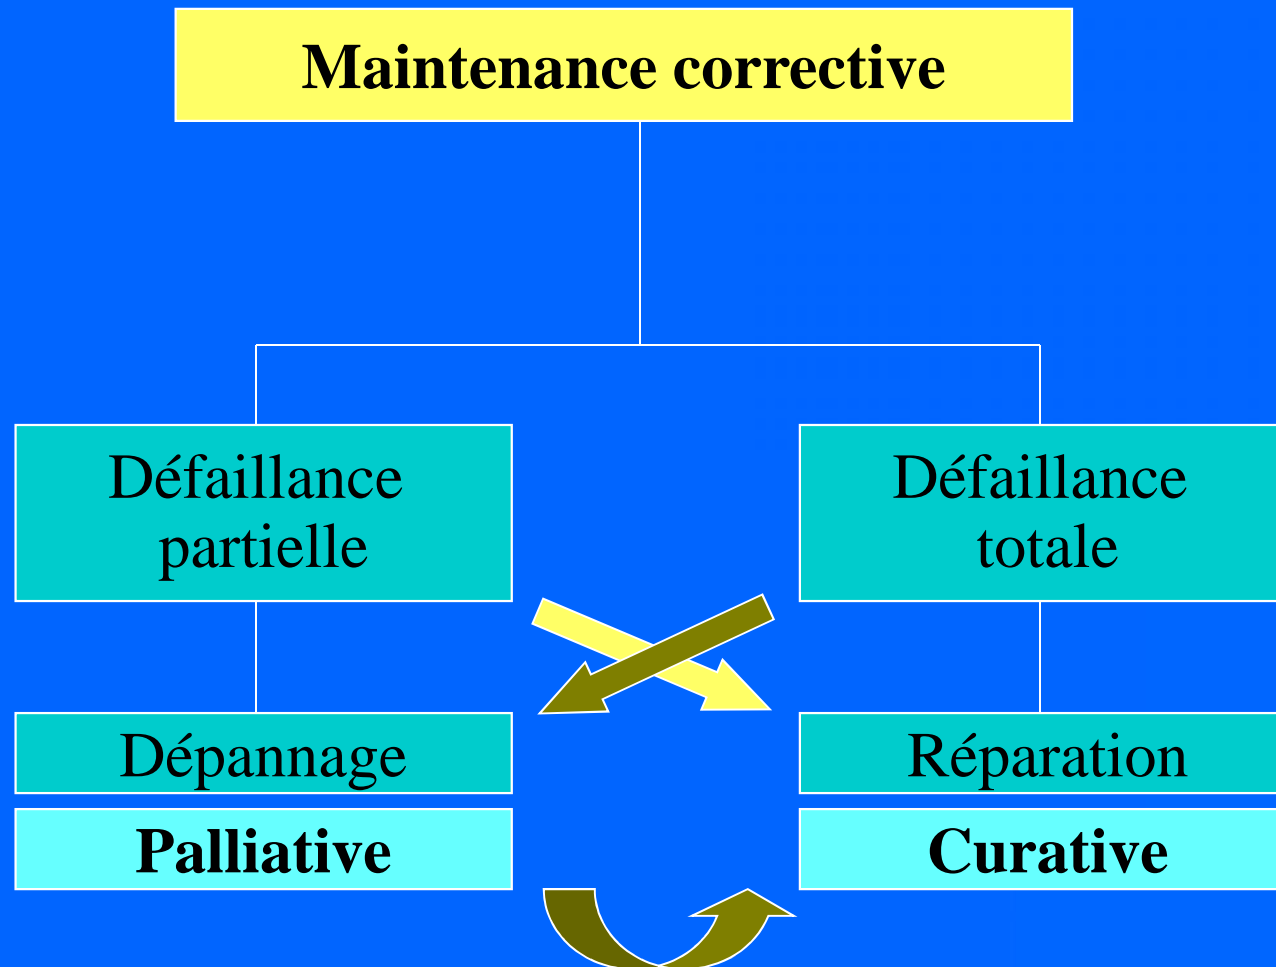 Maintenance corrective
Défaillance
partielle
Défaillance
totale
Dépannage
Réparation
Palliative
Curative